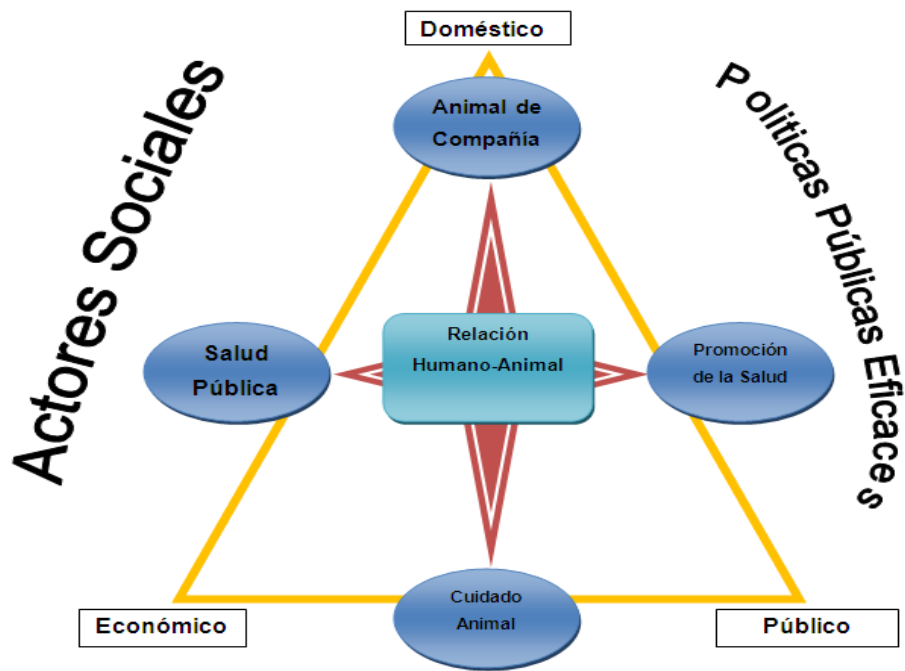 Doméstico
Animal de
Compañía
Actores Sociales
Politicas Públicas Eficaces
Relación
Humano-Animal
Salud
Pública
Promoción
de la Salud
Cuidado
Animal
Económico
Público